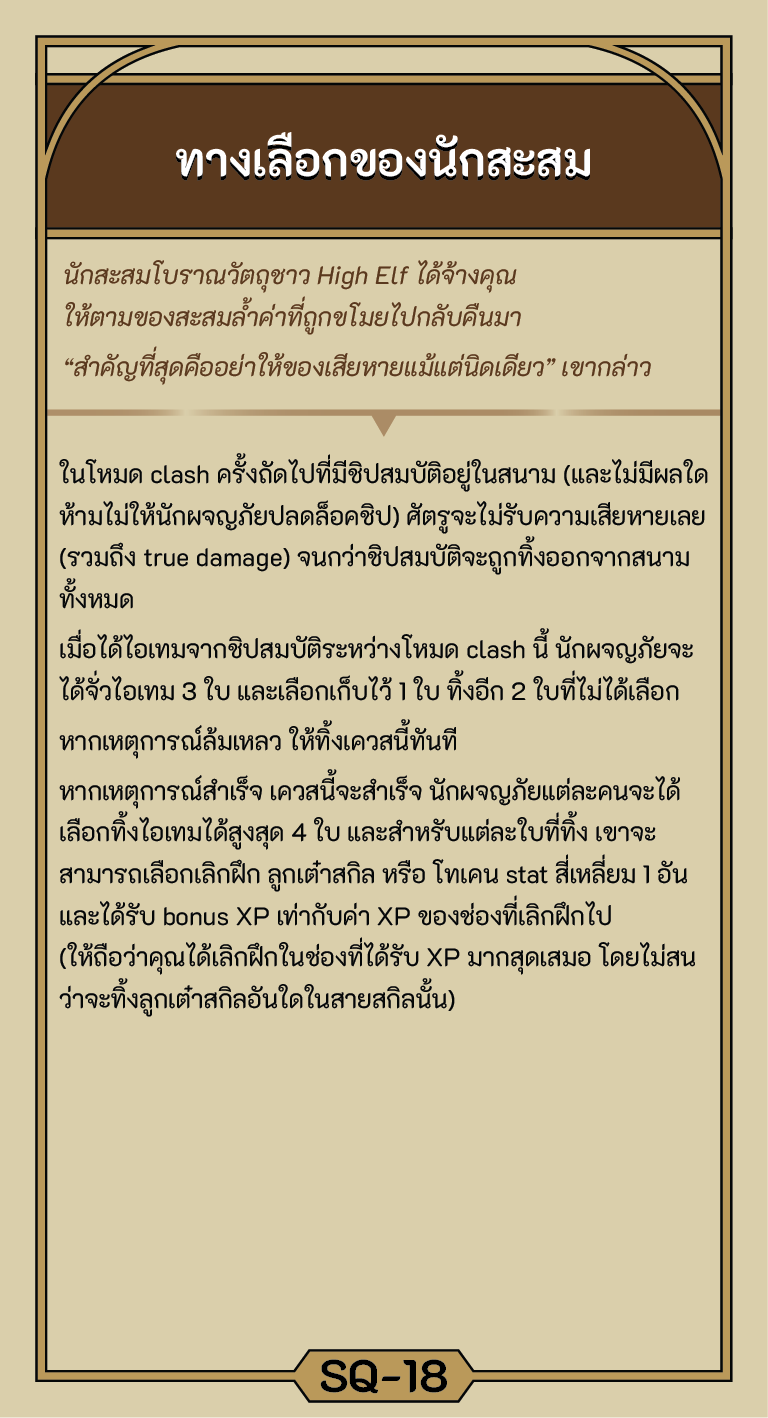 ทางเลือกของนักสะสม
นักสะสมโบราณวัตถุชาว High Elf ได้จ้างคุณ
ให้ตามของสะสมล้ำค่าที่ถูกขโมยไปกลับคืนมา
“สำคัญที่สุดคืออย่าให้ของเสียหายแม้แต่นิดเดียว” เขากล่าว
ในโหมด clash ครั้งถัดไปที่มีชิปสมบัติอยู่ในสนาม (และไม่มีผลใด
ห้ามไม่ให้นักผจญภัยปลดล็อคชิป) ศัตรูจะไม่รับความเสียหายเลย
(รวมถึง true damage) จนกว่าชิปสมบัติจะถูกทิ้งออกจากสนาม
ทั้งหมด
เมื่อได้ไอเทมจากชิปสมบัติระหว่างโหมด clash นี้ นักผจญภัยจะ
ได้จั่วไอเทม 3 ใบ และเลือกเก็บไว้ 1 ใบ ทิ้งอีก 2 ใบที่ไม่ได้เลือก
หากเหตุการณ์ล้มเหลว ให้ทิ้งเควสนี้ทันที
หากเหตุการณ์สำเร็จ เควสนี้จะสำเร็จ นักผจญภัยแต่ละคนจะได้
เลือกทิ้งไอเทมได้สูงสุด 4 ใบ และสำหรับแต่ละใบที่ทิ้ง เขาจะ
สามารถเลือกเลิกฝึก ลูกเต๋าสกิล หรือ โทเคน stat สี่เหลี่ยม 1 อัน
และได้รับ bonus XP เท่ากับค่า XP ของช่องที่เลิกฝึกไป
(ให้ถือว่าคุณได้เลิกฝึกในช่องที่ได้รับ XP มากสุดเสมอ โดยไม่สน
ว่าจะทิ้งลูกเต๋าสกิลอันใดในสายสกิลนั้น)
SQ-18